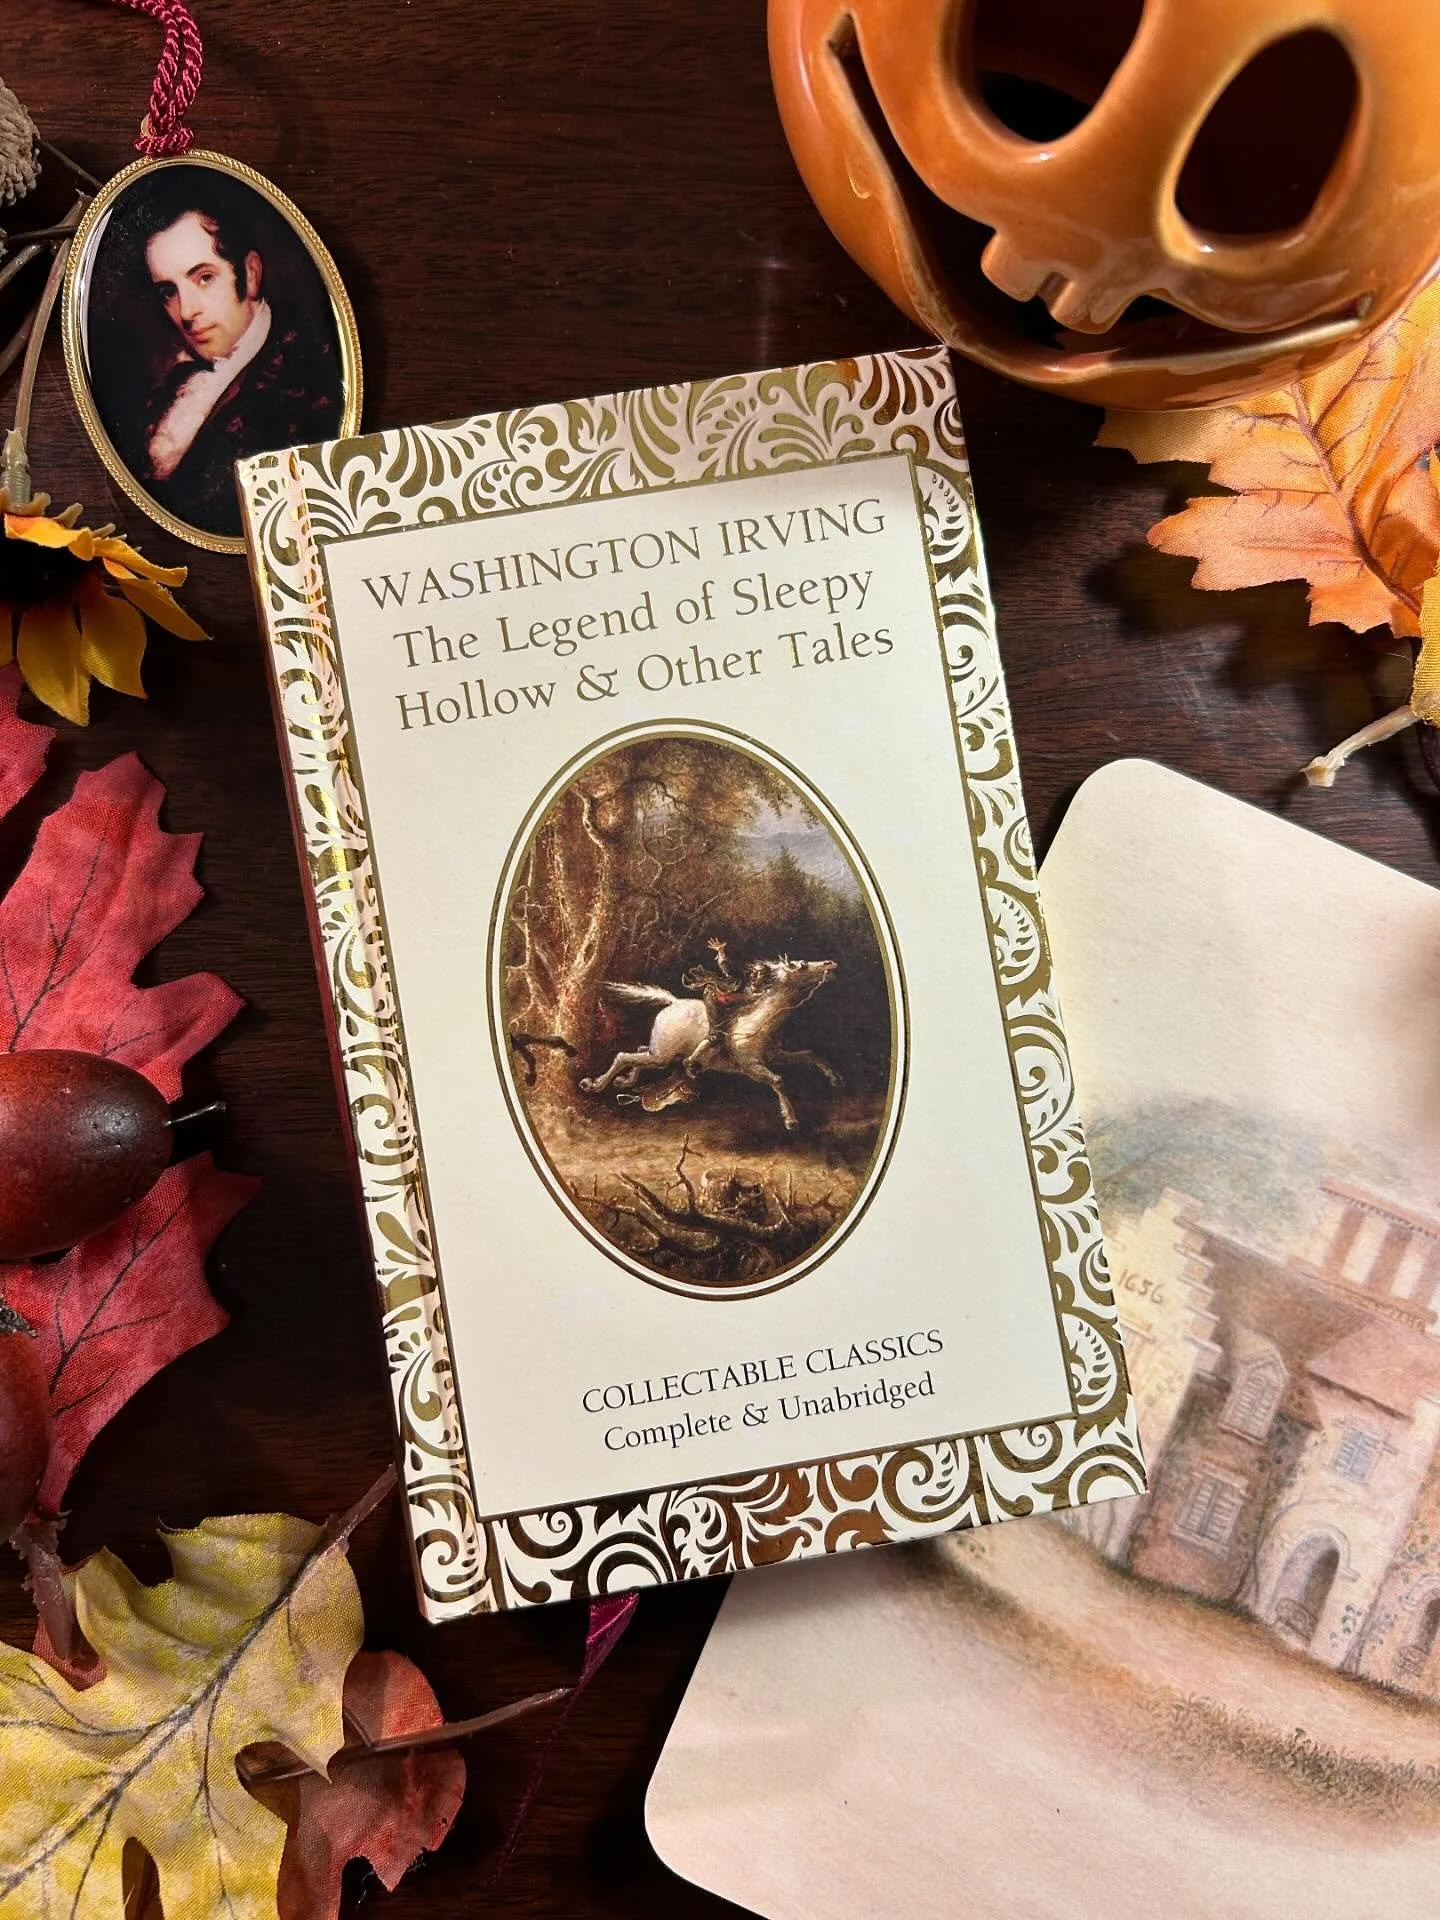 WASHINGTON IRVING
The Legend of Sleepy
Hollow & Other Tales
COLLECTABLE CLASSICS
Complete & Unabridged
1656